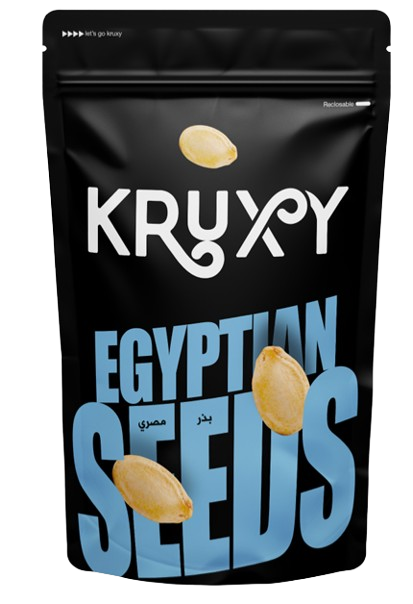 let's go kruxy
Reclosable
KRUXY
EGYPTIAN
SEEDS
بذر مصري